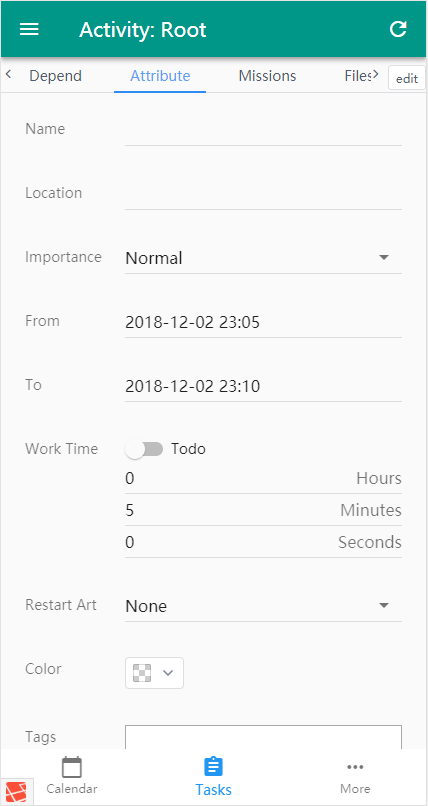 Activity: Root
Depend Attribute Missions Files edit
Name
Location
Importance Normal
From 2018-12-02 23:05
To 2018-12-02 23:10
Work Time Todo
0 Hours
5 Minutes
0 Seconds
Restart Art None
Color
Tags
Calendar Tasks More